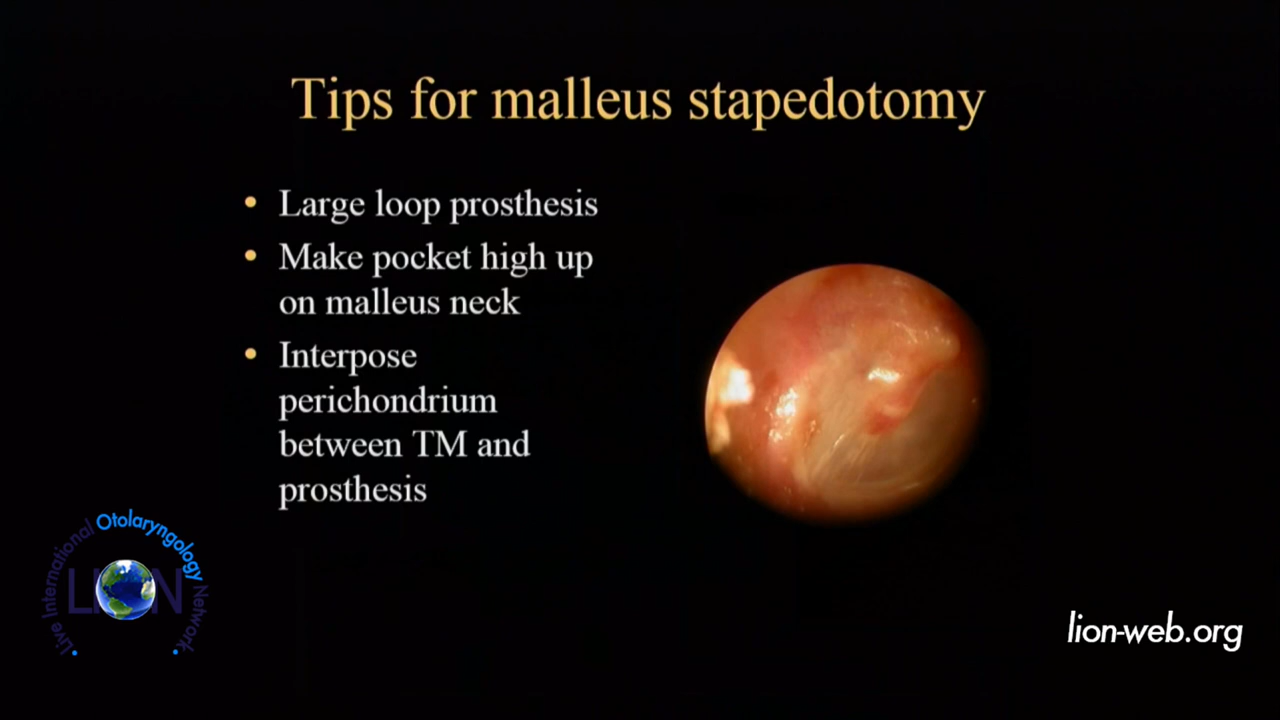 Tips for malleus stapedotomy
• Large loop prosthesis
• Make pocket high up
on malleus neck
• Interpose
perichondrium
between TM and
prosthesis
Live International Otolaryngology Network
LION
lion-web.org